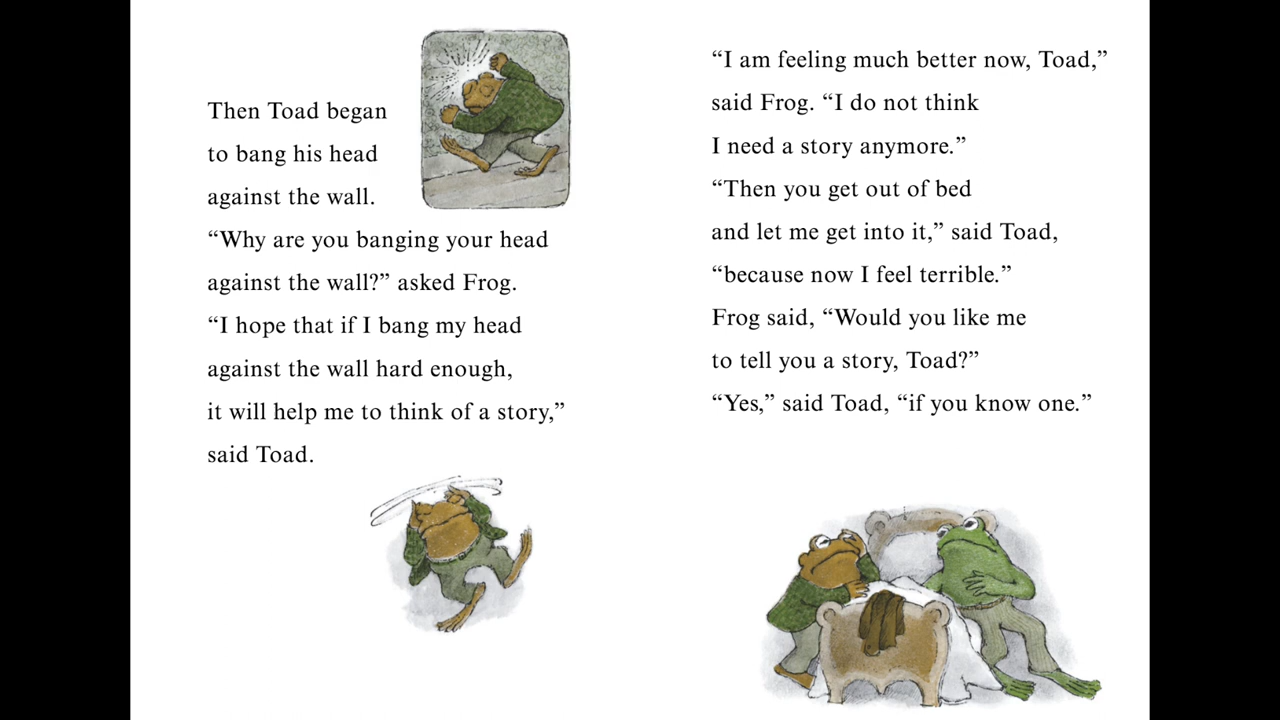 Then Toad began
to bang his head
against the wall.
“Why are you banging your head
against the wall?” asked Frog.
“I hope that if I bang my head
against the wall hard enough,
it will help me to think of a story,”
said Toad.
“I am feeling much better now, Toad,”
said Frog. “I do not think
I need a story anymore.”
“Then you get out of bed
and let me get into it,” said Toad,
“because now I feel terrible.”
Frog said, “Would you like me
to tell you a story, Toad?”
“Yes,” said Toad, “if you know one.”